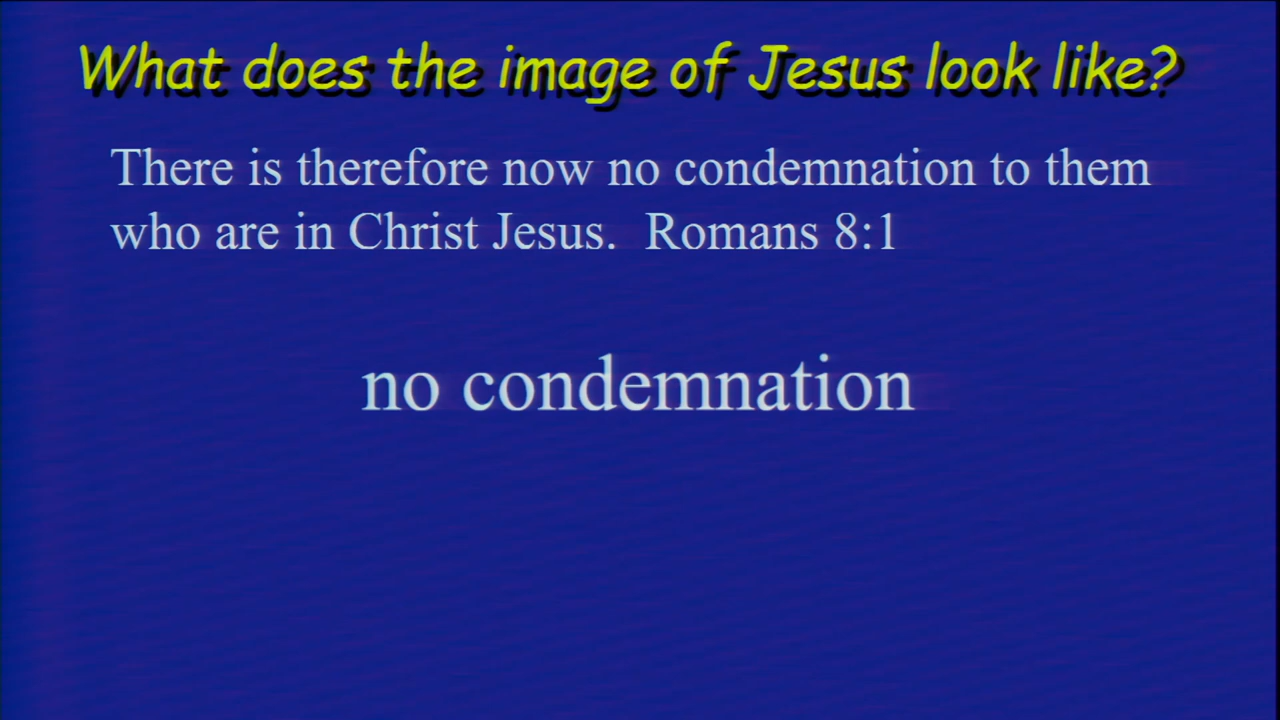 What does the image of Jesus look like?
There is therefore now no condemnation to them
who are in Christ Jesus.  Romans 8:1
no condemnation